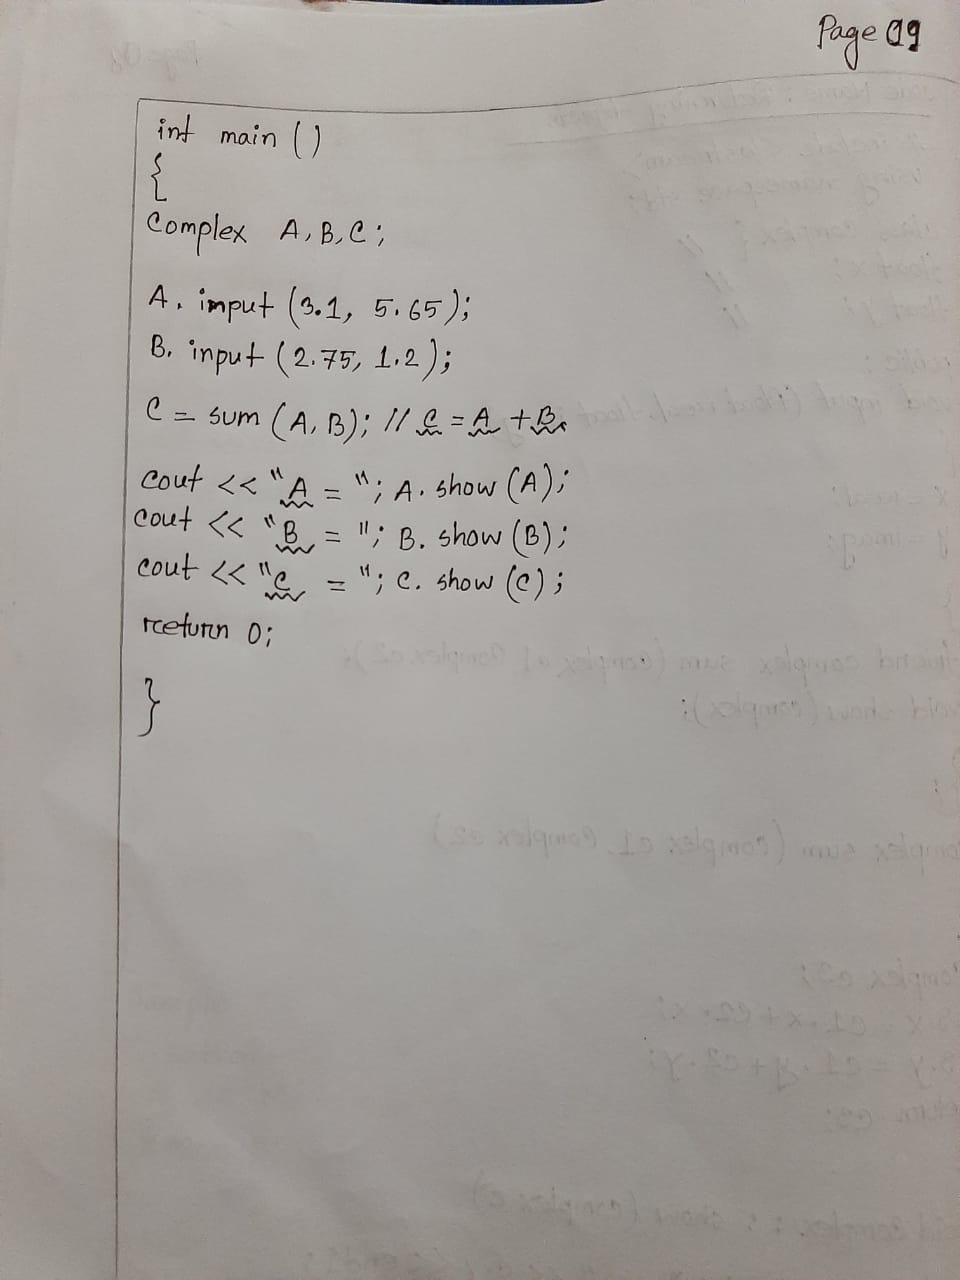 Page 09
int main ()
{
Complex A, B, C;
A. imput (3.1, 5.65);
B. input (2.75, 1.2);
C = sum (A, B); // C = A + B.
cout << "A = "; A. show (A);
cout << "B = "; B. show (B);
cout << "C = "; C. show (C);
return 0;
}